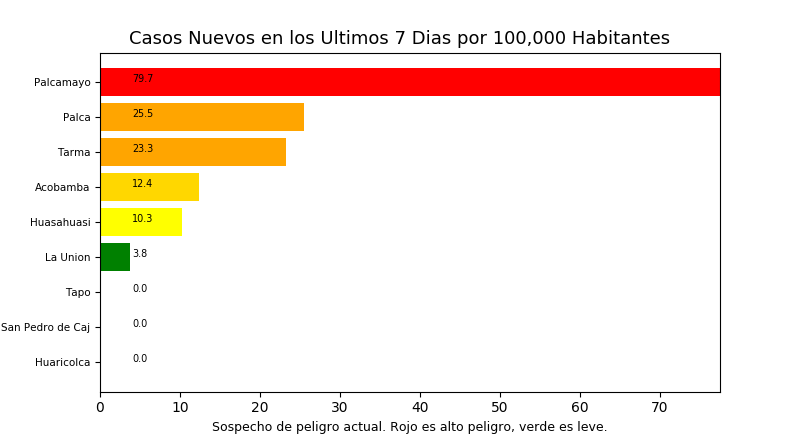 Casos Nuevos en los Ultimos 7 Dias por 100,000 Habitantes
Palcamayo 79.7
Palca 25.5
Tarma 23.3
Acobamba 12.4
Huasahuasi 10.3
La Union 3.8
Tapo 0.0
San Pedro de Caj 0.0
Huaricolca 0.0
0 10 20 30 40 50 60 70
Sospecho de peligro actual. Rojo es alto peligro, verde es leve.